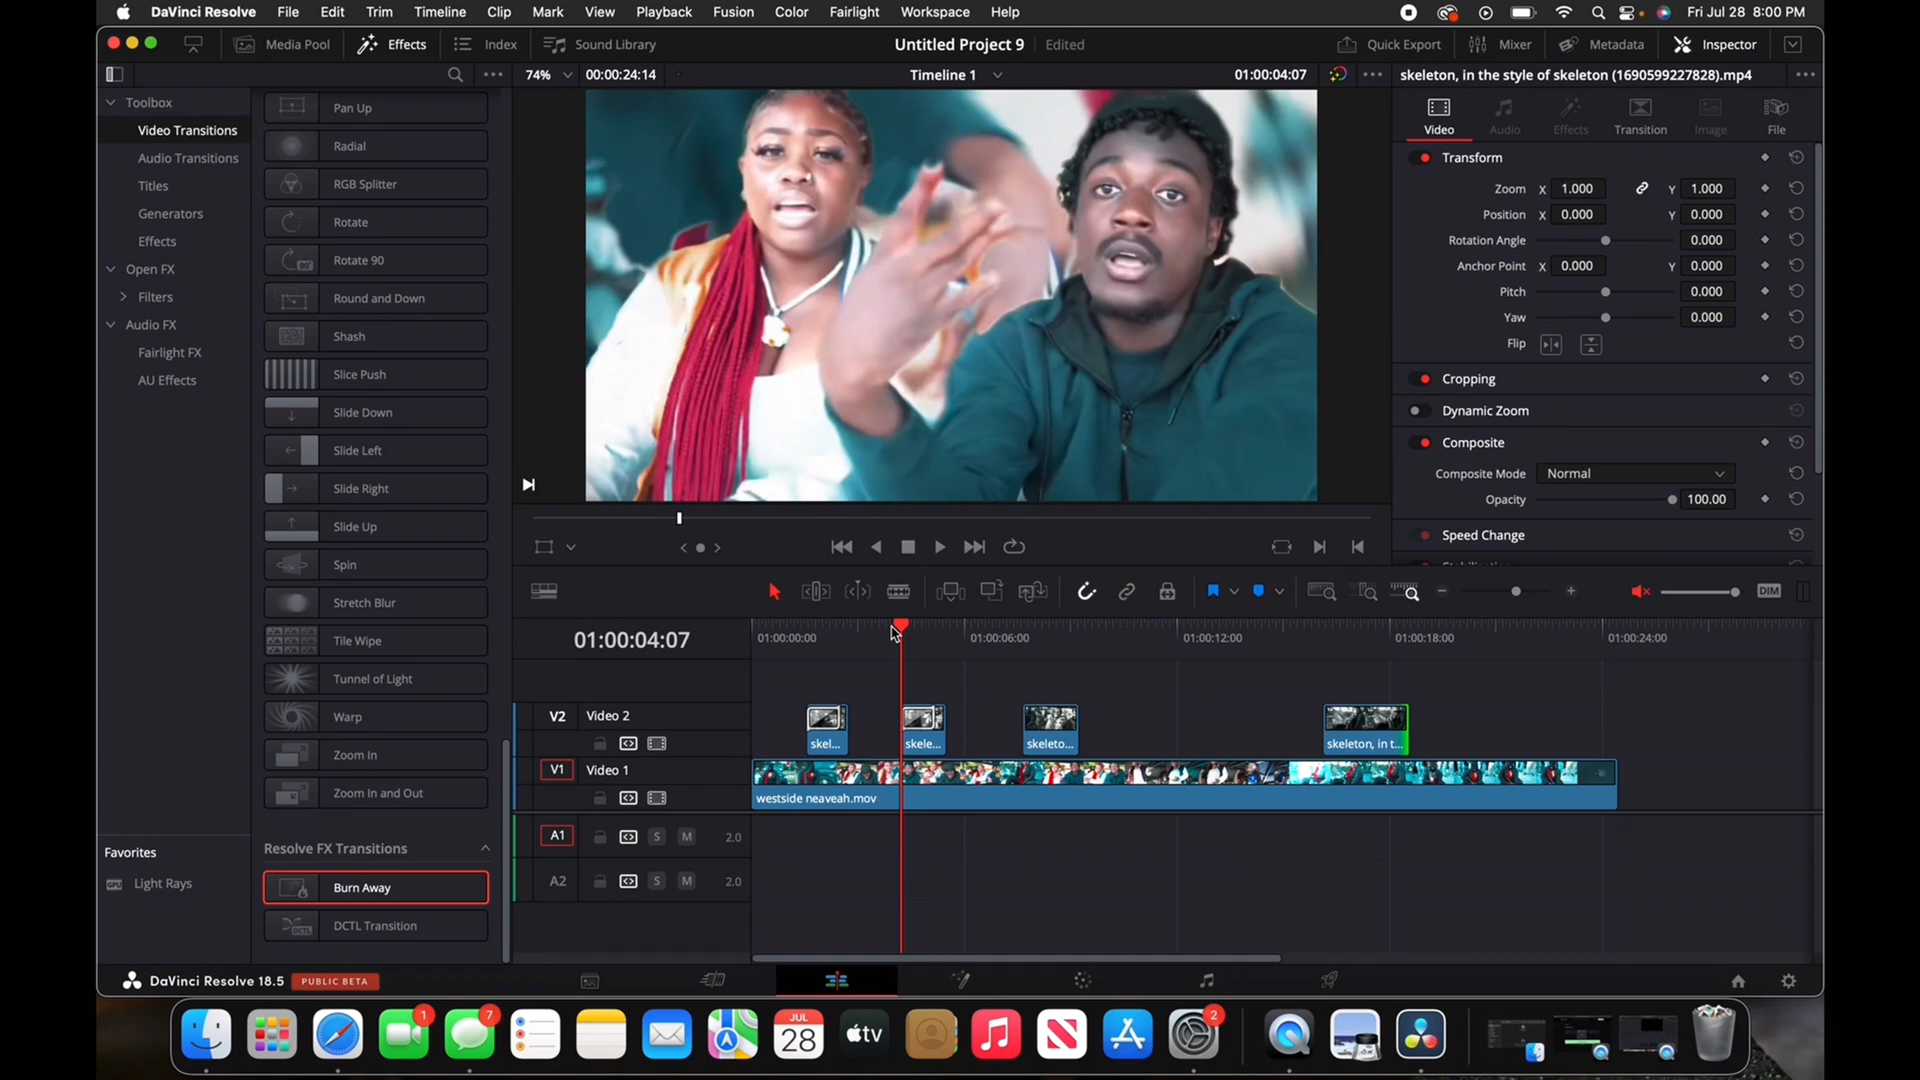 DaVinci Resolve File Edit Trim Timeline Clip Mark View Playback Fusion Color Fairlight Workspace Help Fri Jul 28 8:00 PM
Media Pool Effects Index Sound Library Untitled Project 9 Edited Quick Export Mixer Metadata Inspector
74% 00:00:24:14 Timeline 1 01:00:04:07 skeleton, in the style of skeleton (1690599227828).mp4
Toolbox
Video Transitions
Audio Transitions
Titles
Generators
Effects
Open FX
Filters
Audio FX
Fairlight FX
AU Effects
Favorites
Light Rays
Pan Up
Radial
RGB Splitter
Rotate
Rotate 90
Round and Down
Shash
Slice Push
Slide Down
Slide Left
Slide Right
Slide Up
Spin
Stretch Blur
Tile Wipe
Tunnel of Light
Warp
Zoom In
Zoom In and Out
Resolve FX Transitions
Burn Away
DCTL Transition
Video Audio Effects Transition Image File
Transform
Zoom X 1.000 Y 1.000
Position X 0.000 Y 0.000
Rotation Angle 0.000
Anchor Point X 0.000 Y 0.000
Pitch 0.000
Yaw 0.000
Flip
Cropping
Dynamic Zoom
Composite
Composite Mode Normal
Opacity 100.00
Speed Change
DIM
01:00:04:07 01:00:00:00 01:00:06:00 01:00:12:00 01:00:18:00 01:00:24:00
V2 Video 2
skel... skele... skeleto... skeleton, in t...
V1 Video 1
westside neaveah.mov
A1 S M 2.0
A2 S M 2.0
DaVinci Resolve 18.5 PUBLIC BETA
1 7 JUL 28 tv 2